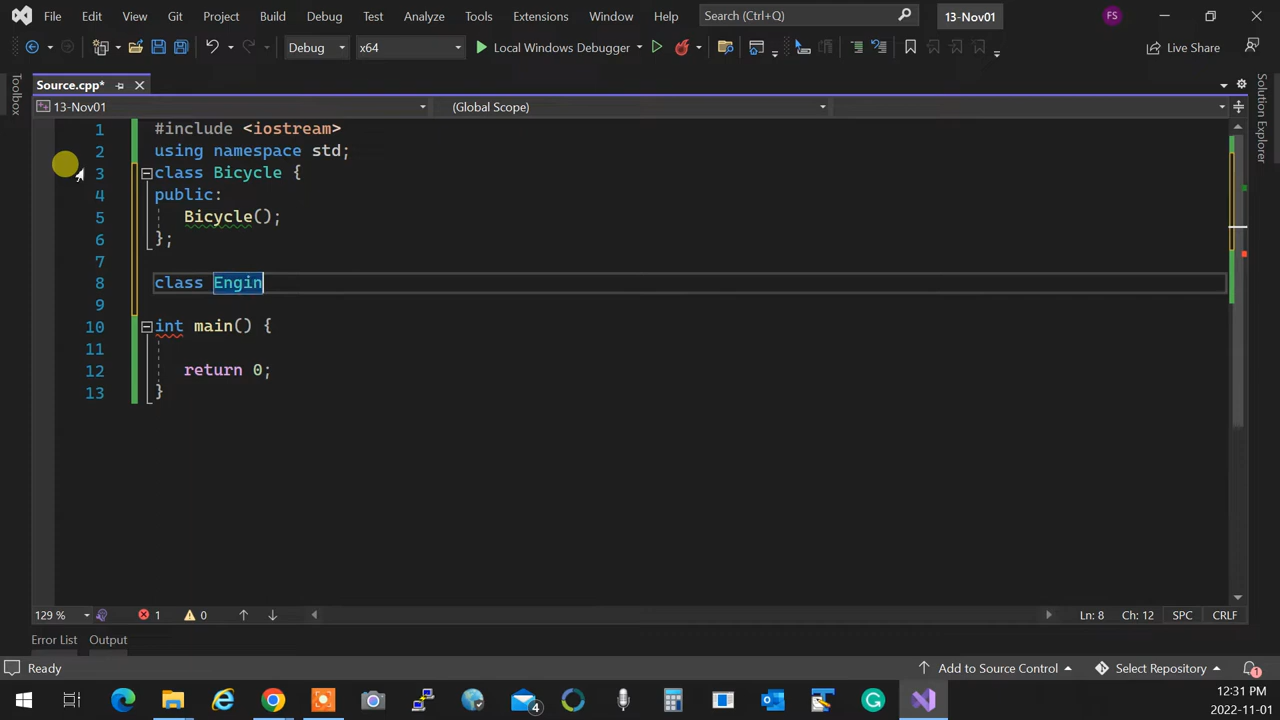 File Edit View Git Project Build Debug Test Analyze Tools Extensions Window Help Search (Ctrl+Q) 13-Nov01 FS
Debug x64 Local Windows Debugger Live Share
Source.cpp*
13-Nov01 (Global Scope)
Toolbox
Solution Explorer
1 #include <iostream>
2 using namespace std;
3 class Bicycle {
4 public:
5 Bicycle();
6 };
7
8 class Engin
9
10 int main() {
11
12 return 0;
13 }
129 % 1 0 Ln: 8 Ch: 12 SPC CRLF
Error List Output
Ready Add to Source Control Select Repository 1
4 12:31 PM
2022-11-01